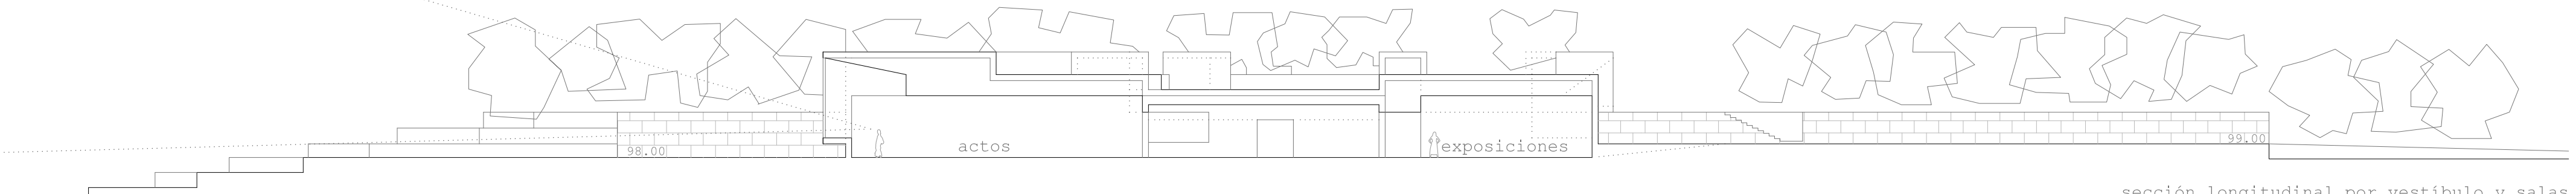 actos
exposiciones
98.00
99.00
sección longitudinal por vestíbulo y salas